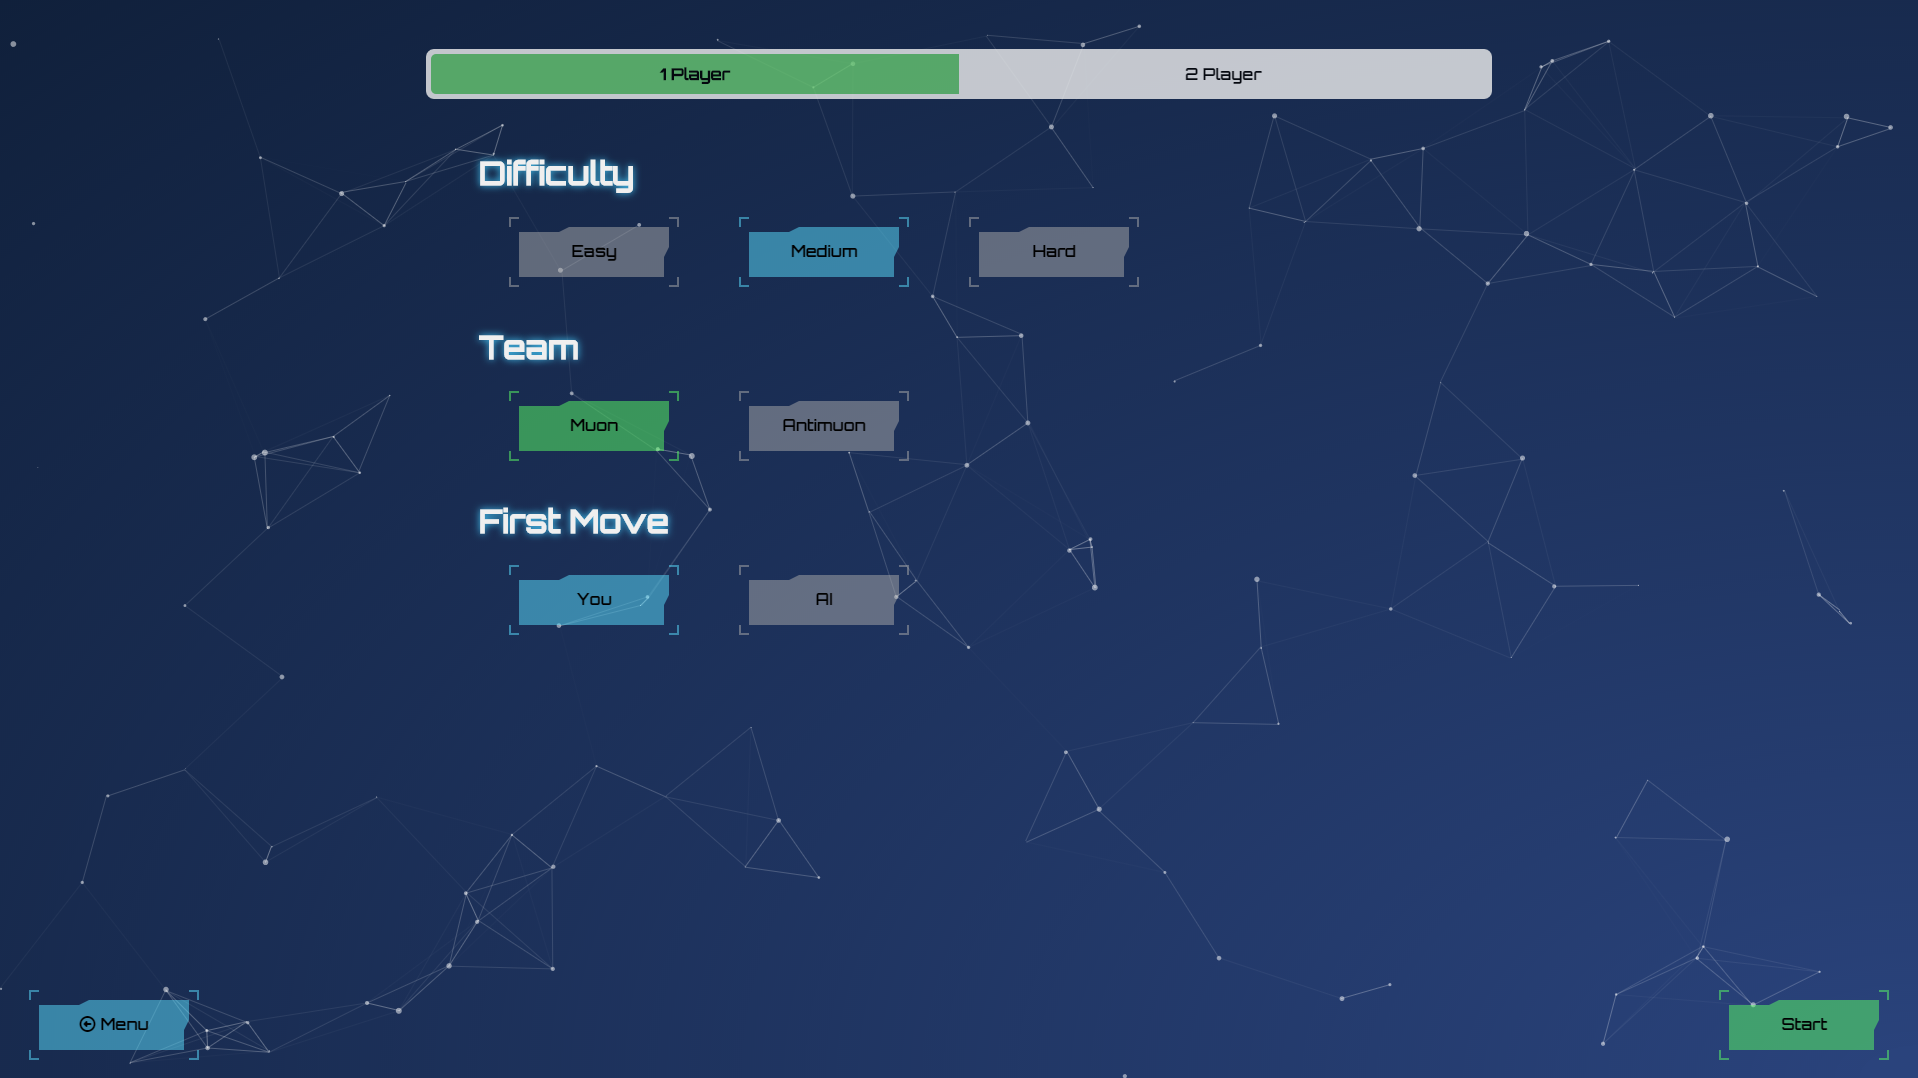 1 Player 2 Player
Difficulty
Easy Medium Hard
Team
Muon Antimuon
First Move
You AI
Menu Start